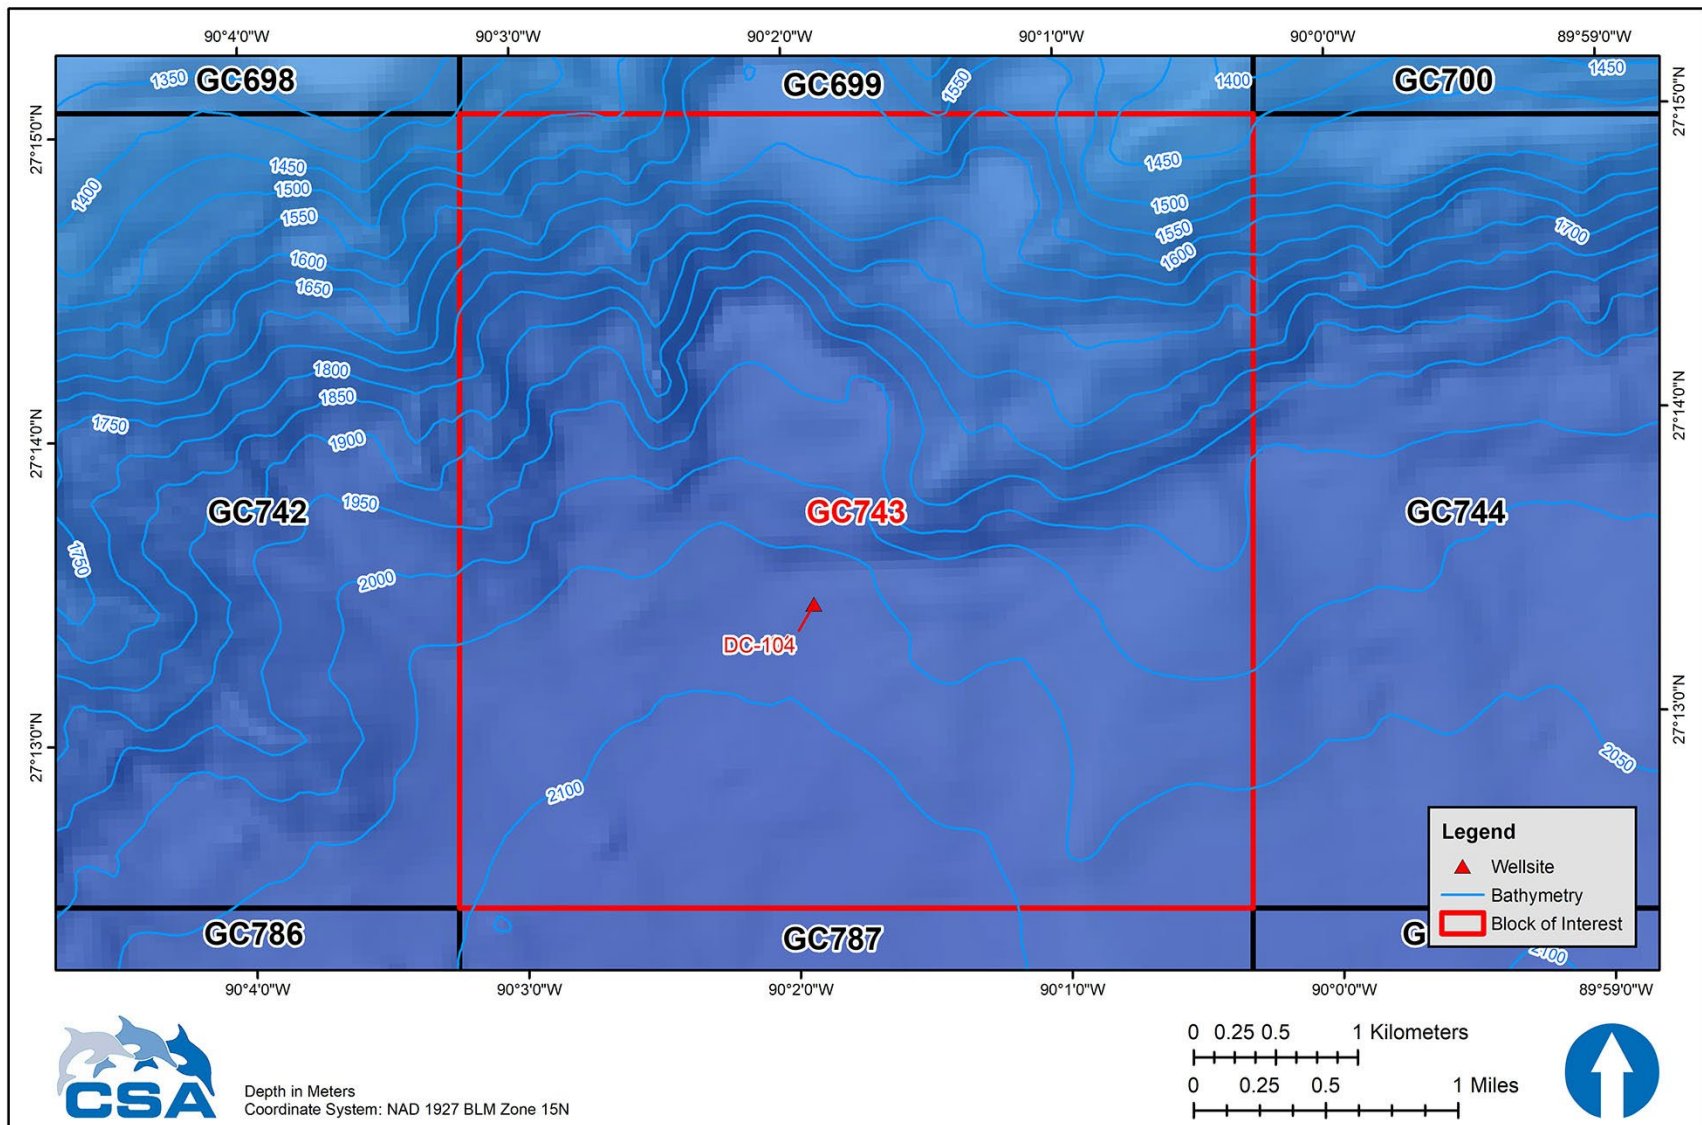 90°4'0"W 90°3'0"W 90°2'0"W 90°1'0"W 90°0'0"W 89°59'0"W
1350 GC698 GC699 1550 1400 GC700 1450
27°15'0"N 27°15'0"N
1400 1450 1450
1500 1500
1550 1550 1700
1600 1600
1650
1800
1850
1750 1900
27°14'0"N 27°14'0"N
1950
GC742 GC743 GC744
1750 2000
DC-104
27°13'0"N 27°13'0"N
2100 2050
Legend
Wellsite
Bathymetry
Block of Interest
GC786 GC787 G
2100
90°4'0"W 90°3'0"W 90°2'0"W 90°1'0"W 90°0'0"W 89°59'0"W
0 0.25 0.5 1 Kilometers
0 0.25 0.5 1 Miles
CSA
Depth in Meters
Coordinate System: NAD 1927 BLM Zone 15N